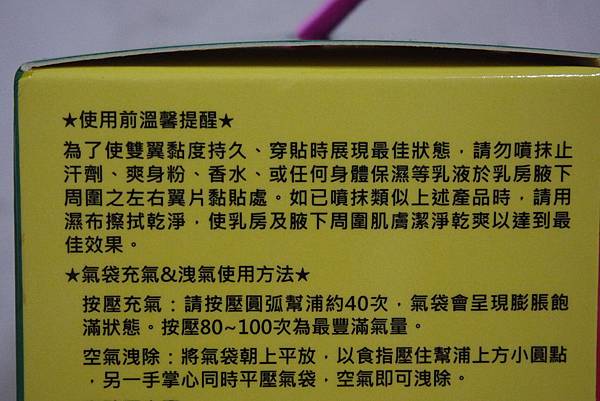 ★使用前溫馨提醒★
為了使雙翼黏度持久、穿貼時展現最佳狀態，請勿噴抹止
汗劑、爽身粉、香水、或任何身體保濕等乳液於乳房腋下
周圍之左右翼片黏貼處。如已噴抹類似上述產品時，請用
濕布擦拭乾淨，使乳房及腋下周圍肌膚潔淨乾爽以達到最
佳效果。
★氣袋充氣&洩氣使用方法★
按壓充氣：請按壓圓弧幫浦約40次，氣袋會呈現膨脹飽
滿狀態。按壓80~100次為最豐滿氣量。
空氣洩除：將氣袋朝上平放，以食指壓住幫浦上方小圓點
，另一手掌心同時平壓氣袋，空氣即可洩除。